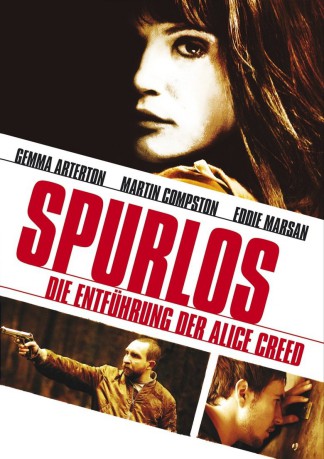 GEMMA ARTERTON MARTIN COMPSTON EDDIE MARSAN
SPURLOS
DIE ENTFÜHRUNG DER ALICE CREED